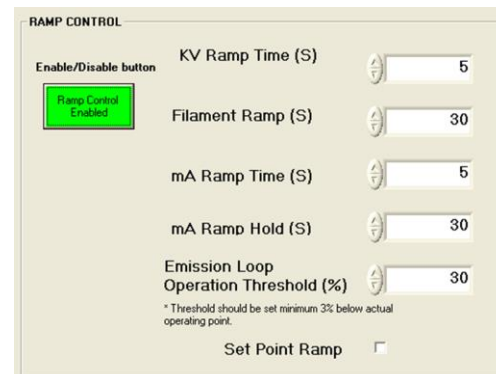 RAMP CONTROL
Enable/Disable button
Ramp Control
Enabled
KV Ramp Time (S)
5
Filament Ramp (S)
30
mA Ramp Time (S)
5
mA Ramp Hold (S)
30
Emission Loop
Operation Threshold (%)
30
* Threshold should be set minimum 3% below actual
operating point.
Set Point Ramp